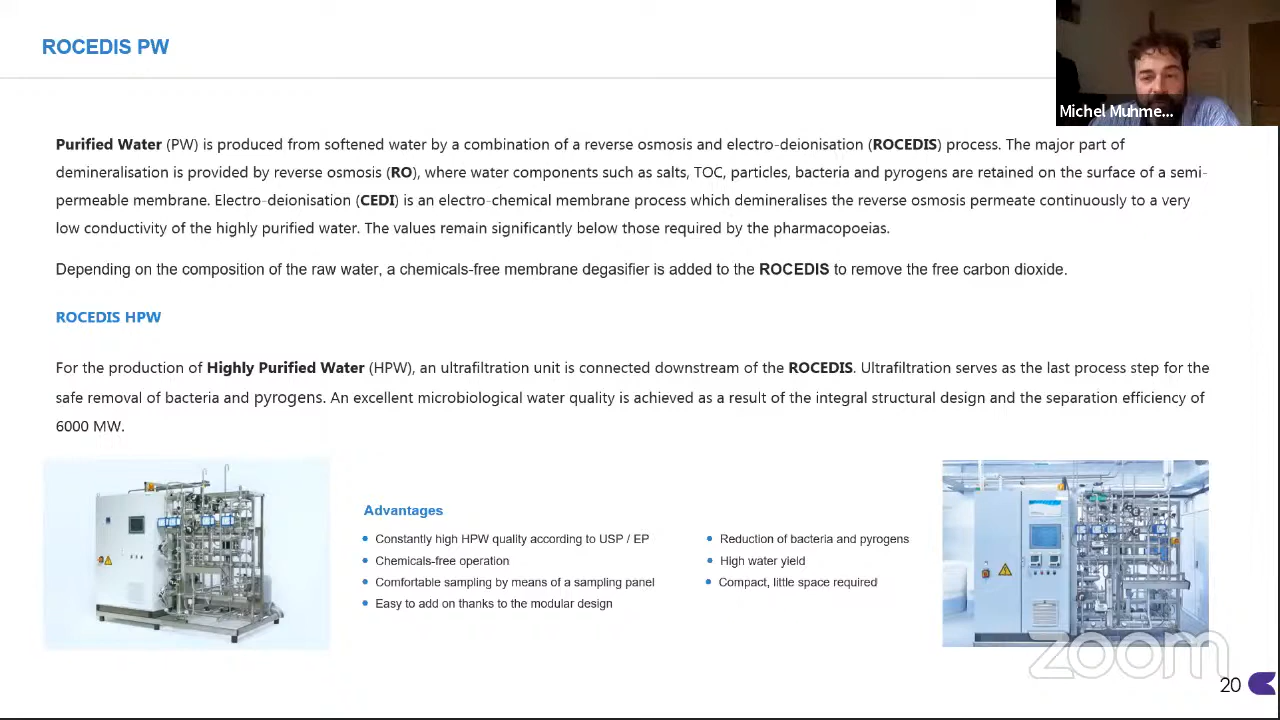 ROCEDIS PW
Michel Muhme...
Purified Water (PW) is produced from softened water by a combination of a reverse osmosis and electro-deionisation (ROCEDIS) process. The major part of
demineralisation is provided by reverse osmosis (RO), where water components such as salts, TOC, particles, bacteria and pyrogens are retained on the surface of a semi-
permeable membrane. Electro-deionisation (CEDI) is an electro-chemical membrane process which demineralises the reverse osmosis permeate continuously to a very
low conductivity of the highly purified water. The values remain significantly below those required by the pharmacopoeias.
Depending on the composition of the raw water, a chemicals-free membrane degasifier is added to the ROCEDIS to remove the free carbon dioxide.
ROCEDIS HPW
For the production of Highly Purified Water (HPW), an ultrafiltration unit is connected downstream of the ROCEDIS. Ultrafiltration serves as the last process step for the
safe removal of bacteria and pyrogens. An excellent microbiological water quality is achieved as a result of the integral structural design and the separation efficiency of
6000 MW.
Advantages
Constantly high HPW quality according to USP / EP
Chemicals-free operation
Comfortable sampling by means of a sampling panel
Easy to add on thanks to the modular design
Reduction of bacteria and pyrogens
High water yield
Compact, little space required
zoom
20